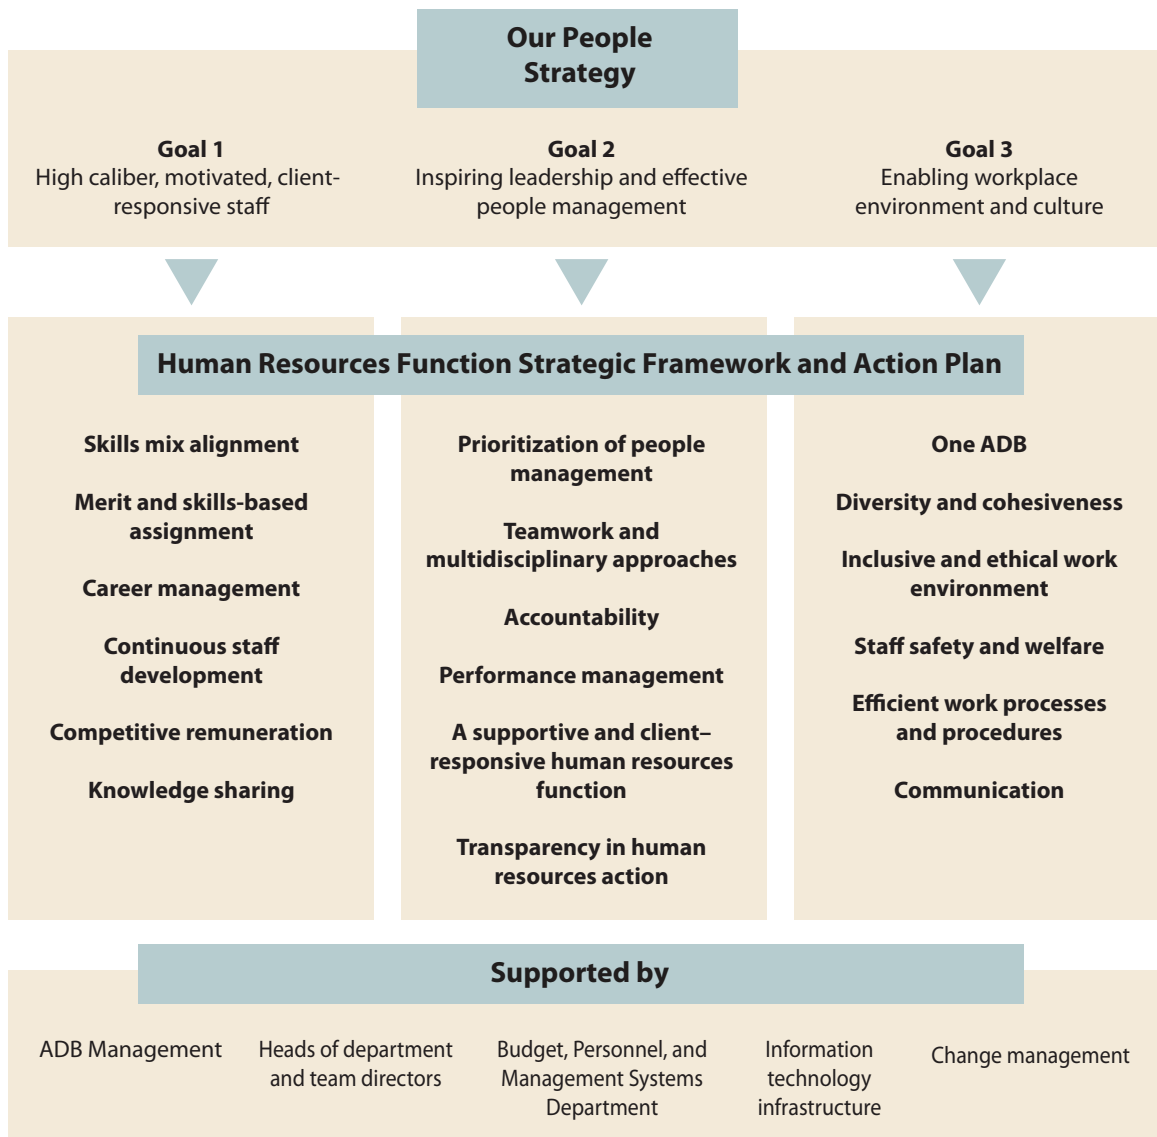 Our People
Strategy
Goal 1
High caliber, motivated, client-
responsive staff
Goal 2
Inspiring leadership and effective
people management
Goal 3
Enabling workplace
environment and culture
Human Resources Function Strategic Framework and Action Plan
Skills mix alignment
Merit and skills-based
assignment
Career management
Continuous staff
development
Competitive remuneration
Knowledge sharing
Prioritization of people
management
Teamwork and
multidisciplinary approaches
Accountability
Performance management
A supportive and client–
responsive human resources
function
Transparency in human
resources action
One ADB
Diversity and cohesiveness
Inclusive and ethical work
environment
Staff safety and welfare
Efficient work processes
and procedures
Communication
Supported by
ADB Management
Heads of department
and team directors
Budget, Personnel, and
Management Systems
Department
Information
technology
infrastructure
Change management